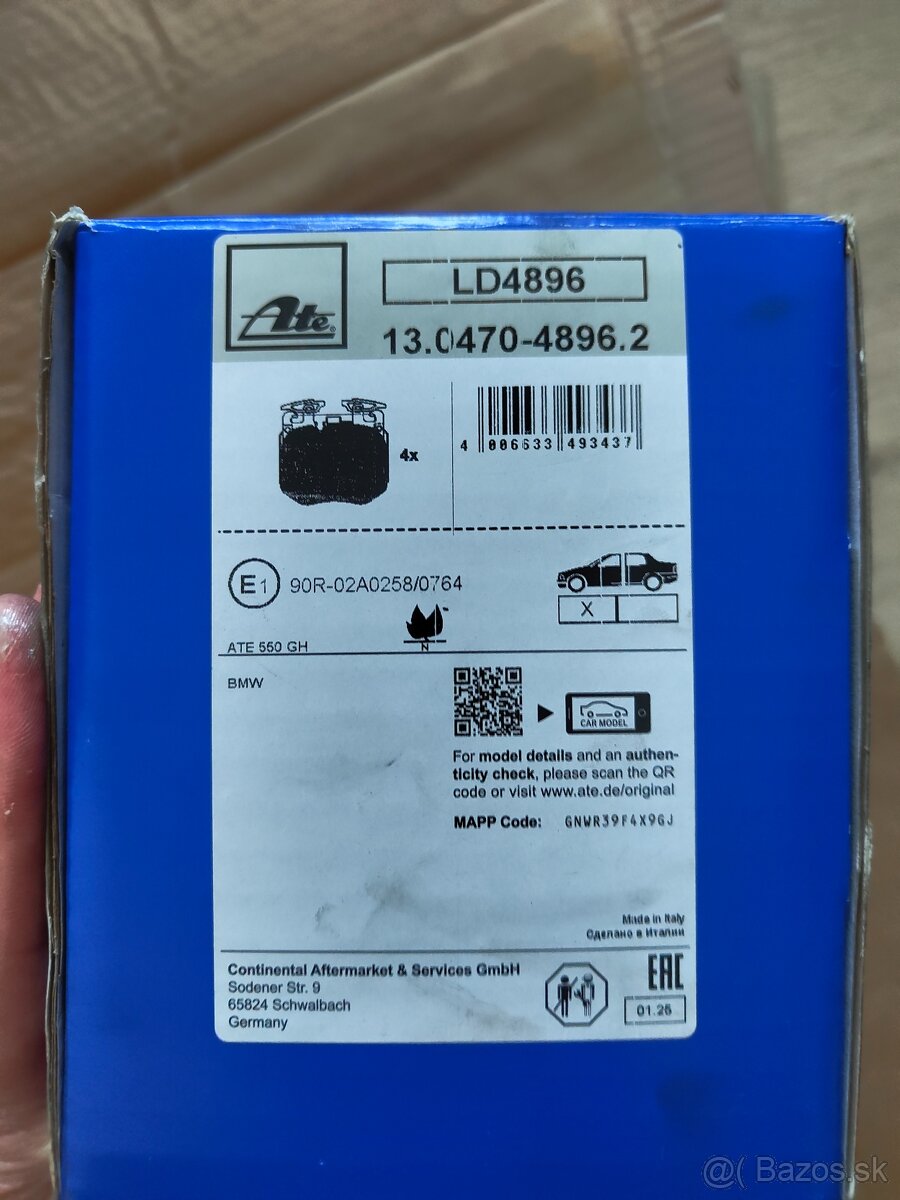 Ate
LD4896
13.0470-4896.2
4x
4 006633 493437
E1 90R-02A0258/0764
X
N
ATE 550 GH
BMW
CAR MODEL
For model details and an authen-
ticity check, please scan the QR
code or visit www.ate.de/original
MAPP Code: GNWR39F4X9GJ
Made in Italy
Сделано в Италии
Continental Aftermarket & Services GmbH
Sodener Str. 9
65824 Schwalbach
Germany
EAC
01.25
@( Bazos.sk